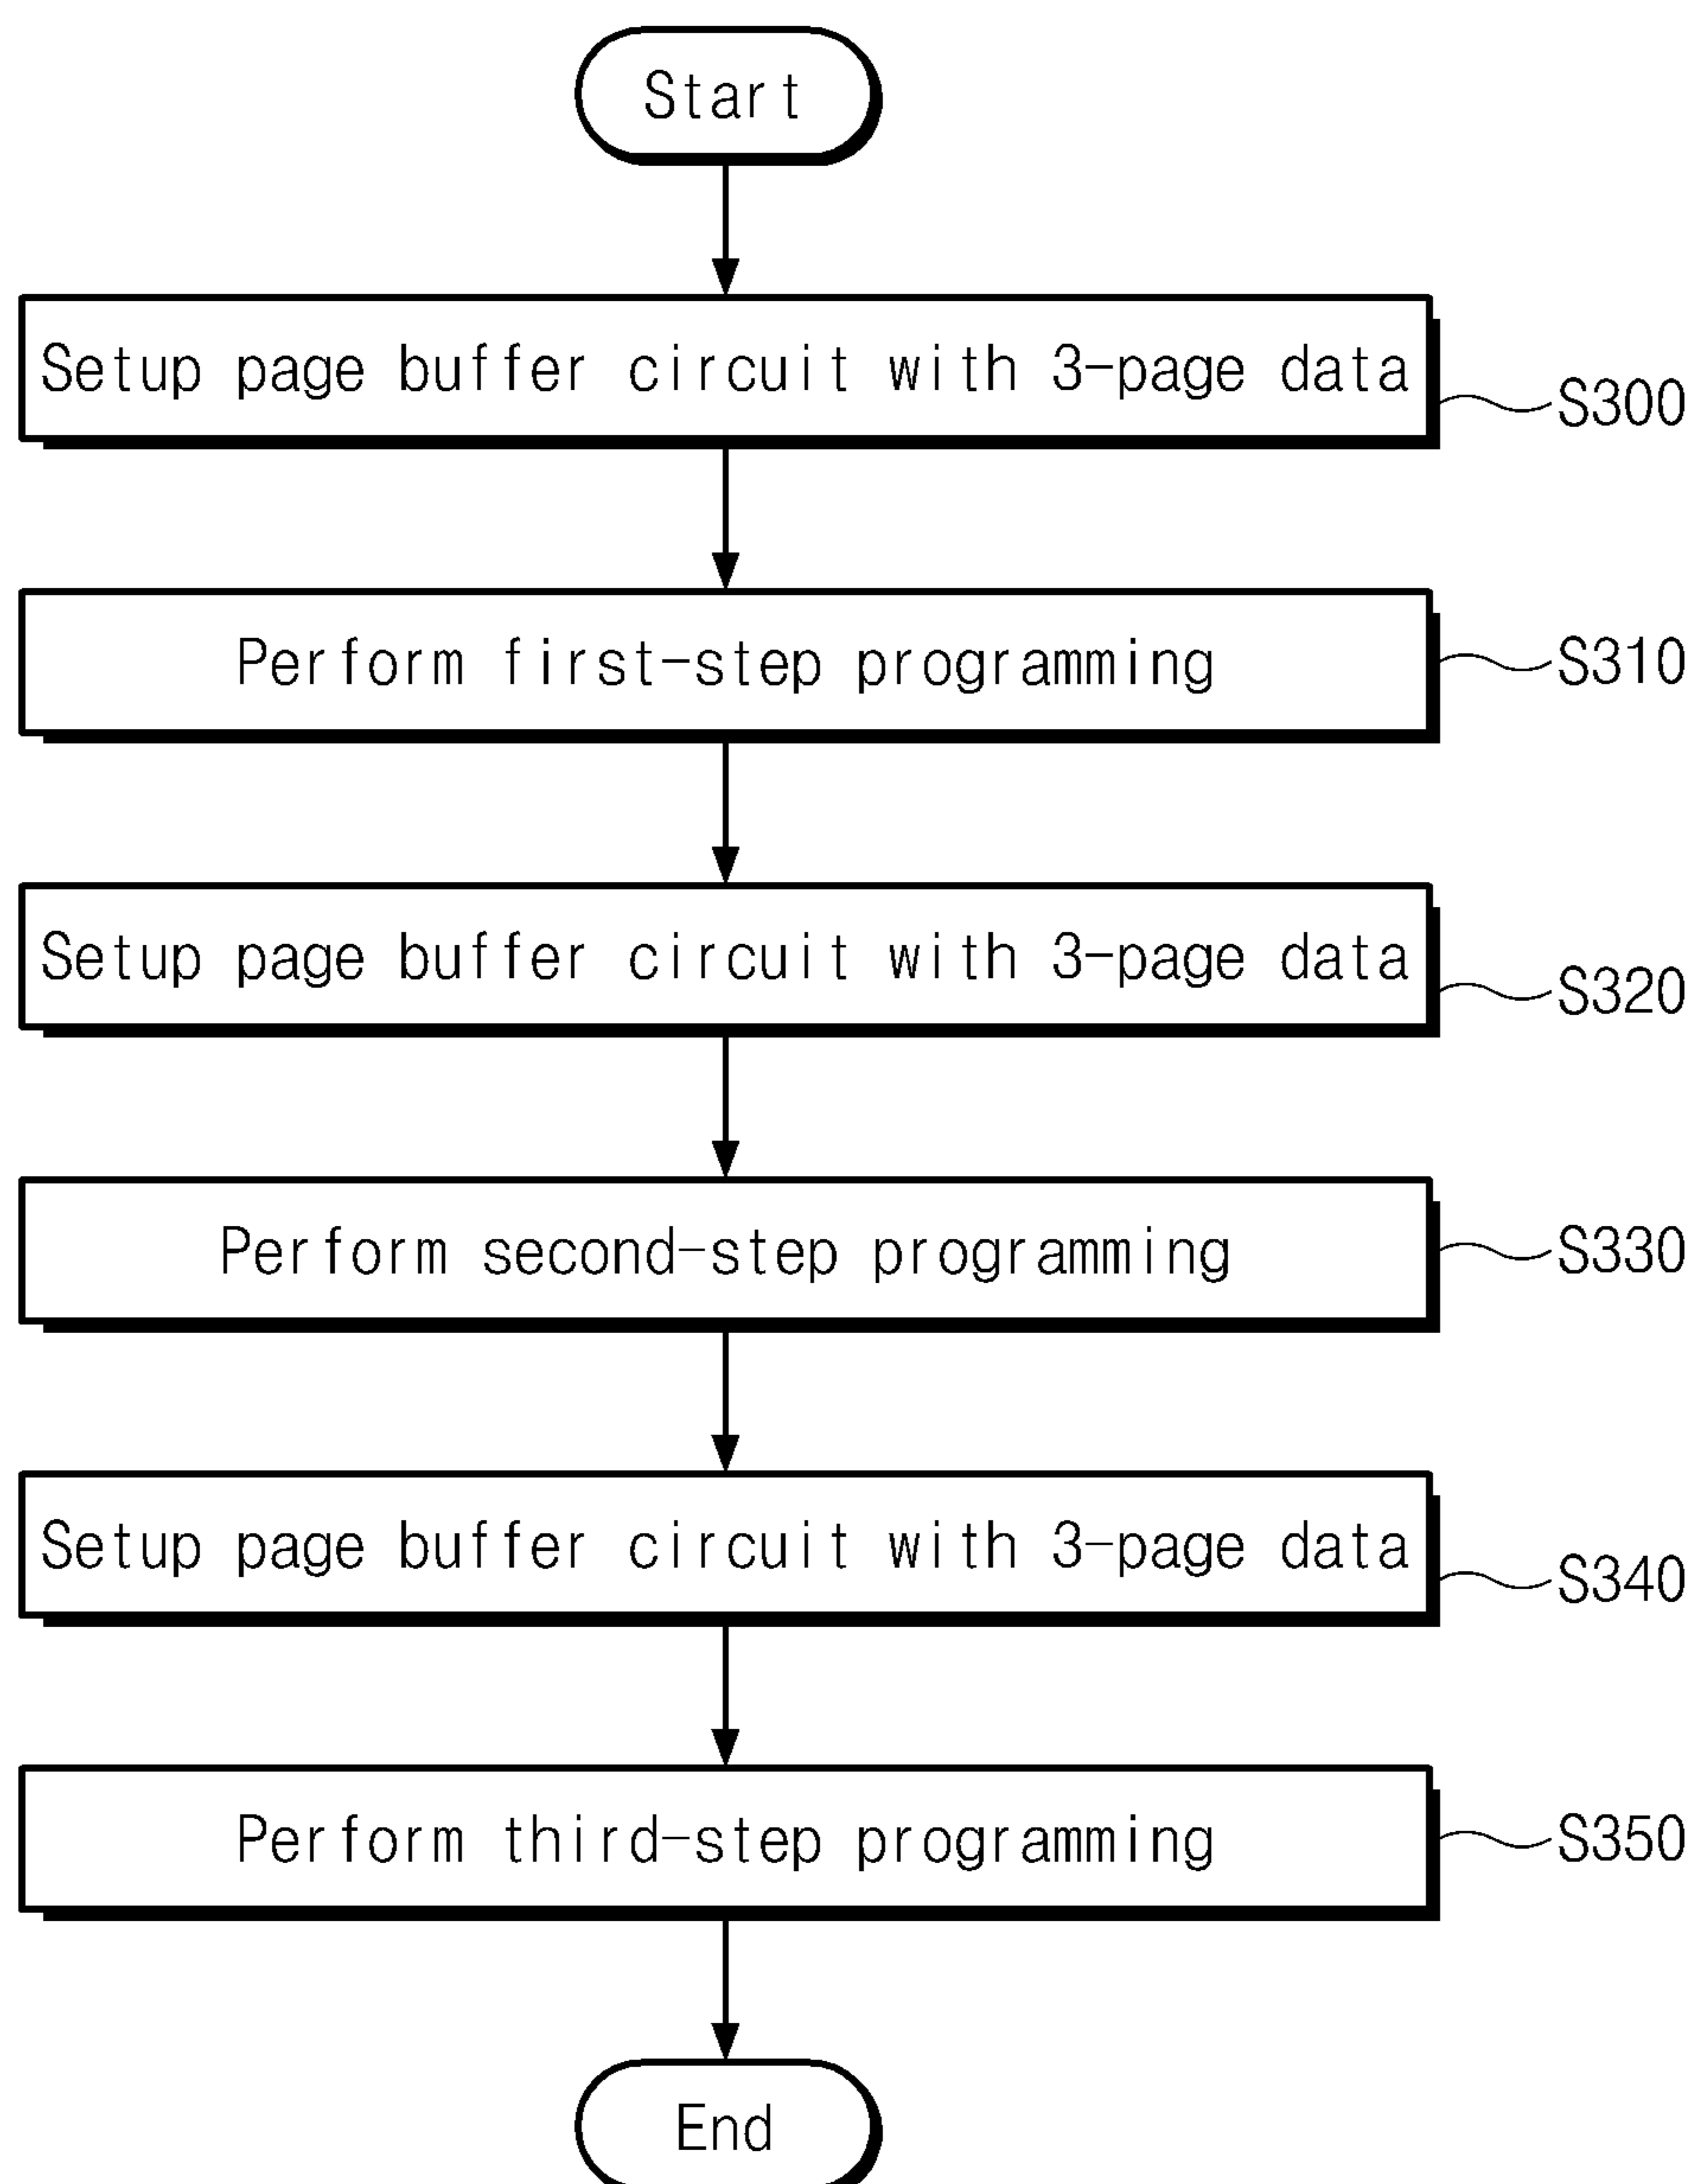 Start
Setup page buffer circuit with 3-page data
S300
Perform first-step programming
S310
Setup page buffer circuit with 3-page data
S320
Perform second-step programming
S330
Setup page buffer circuit with 3-page data
S340
Perform third-step programming
S350
End